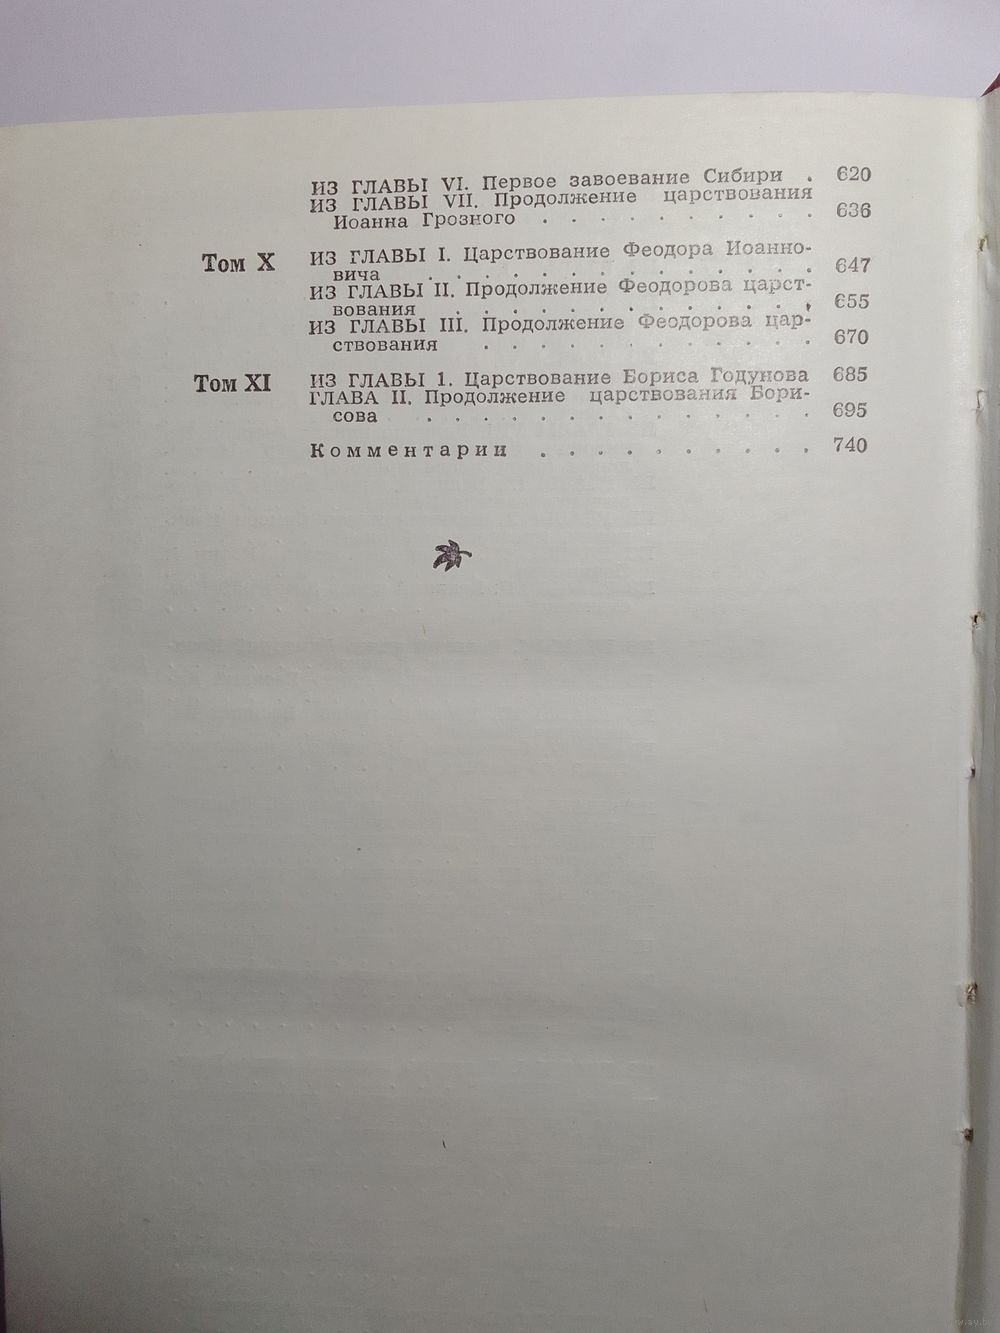 ИЗ ГЛАВЫ VI. Первое завоевание Сибири . 620
ИЗ ГЛАВЫ VII. Продолжение царствования
Иоанна Грозного . . . . . . . . . . 636
Том X ИЗ ГЛАВЫ I. Царствование Феодора Иоанно-
вича . . . . . . . . . . . . . . 647
ИЗ ГЛАВЫ II. Продолжение Феодорова царст-
вования . . . . . . . . . . . . . 655
ИЗ ГЛАВЫ III. Продолжение Феодорова цар-
ствования . . . . . . . . . . . . 670
Том XI ИЗ ГЛАВЫ 1. Царствование Бориса Годунова 685
ГЛАВА II. Продолжение царствования Бори-
сова . . . . . . . . . . . . . . 695
Комментарии . . . . . . . . . . 740